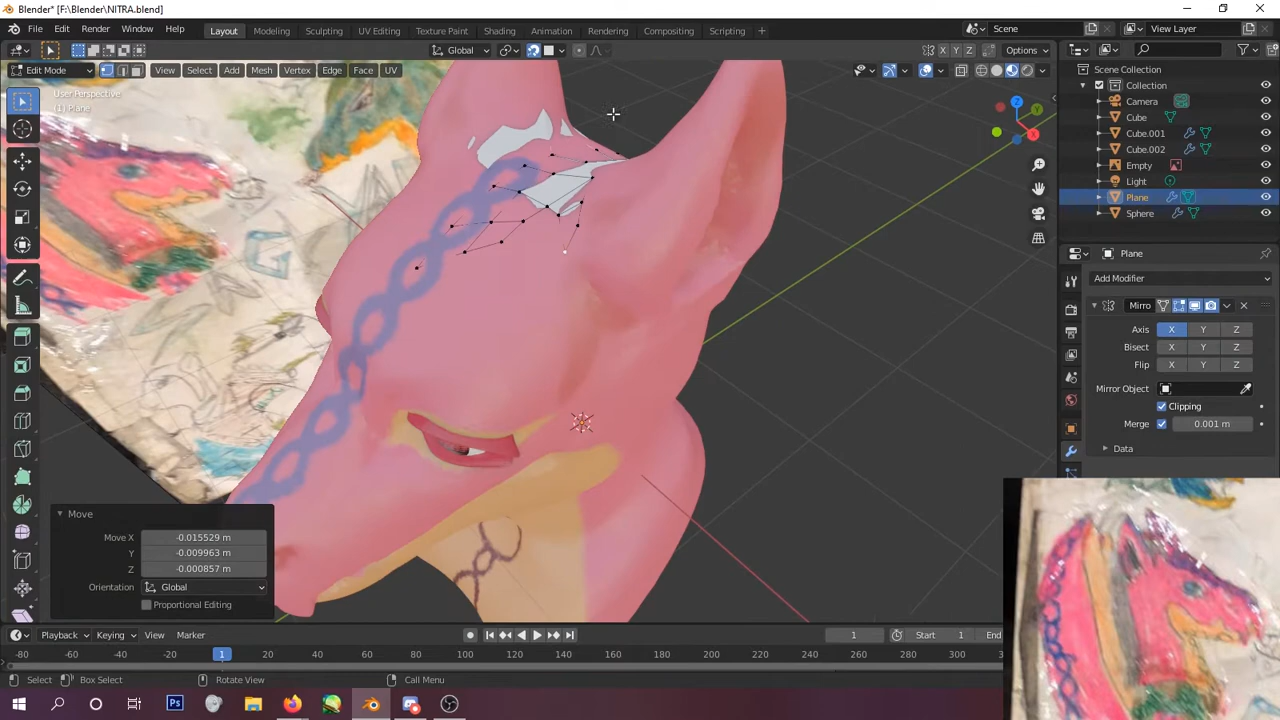 Blender* [F:\Blender\NITRA.blend]
File Edit Render Window Help Layout Modeling Sculpting UV Editing Texture Paint Shading Animation Rendering Compositing Scripting + Scene View Layer
Global X Y Z Options
Edit Mode View Select Add Mesh Vertex Edge Face UV
User Perspective
(1) Plane
Z Y X
Scene Collection
Collection
Camera
Cube
Cube.001
Cube.002
Empty
Light
Plane
Sphere
Plane
Add Modifier
Mirro
Axis X Y Z
Bisect X Y Z
Flip X Y Z
Mirror Object
Clipping
Merge 0.001 m
Data
Move
Move X -0.015529 m
Y -0.009963 m
Z -0.000857 m
Orientation Global
Proportional Editing
Playback Keying View Marker 1 Start 1 End
-80 -60 -40 -20 1 20 40 60 80 100 120 140 160 180 200 220 240 260 280 300
Select Box Select Rotate View Call Menu
Ps